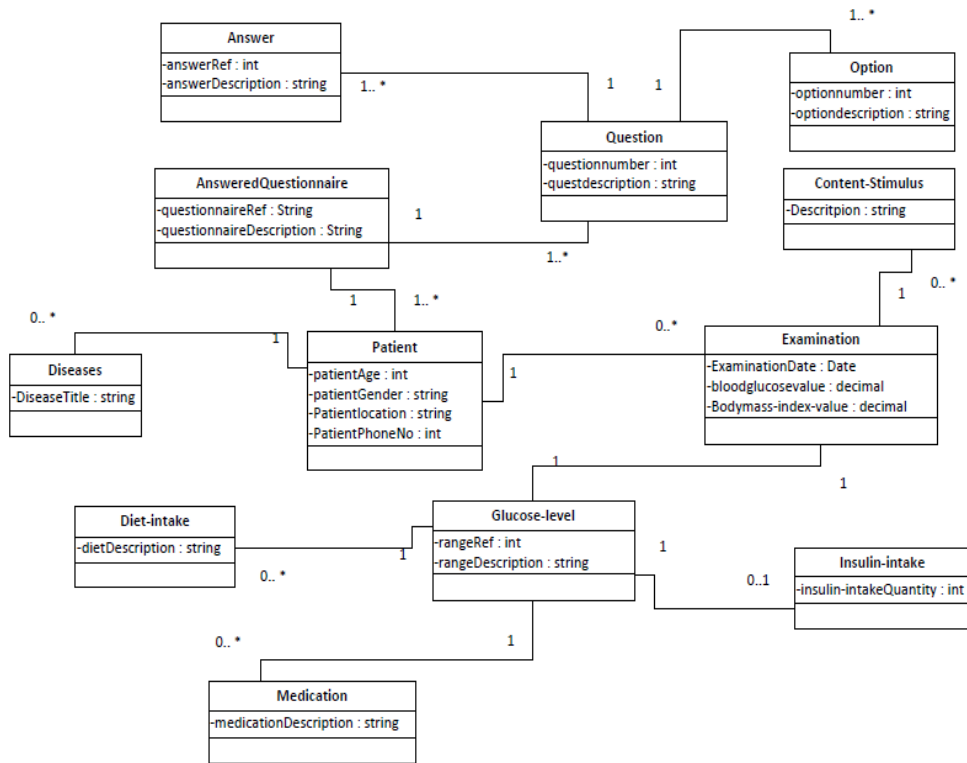 Answer
-answerRef : int
-answerDescription : string
1.. *
1
1
1..*
Option
-optionnumber : int
-optiondescription : string
Question
-questionnumber : int
-questdescription : string
AnsweredQuestionnaire
-questionnaireRef : String
-questionnaireDescription : String
1
1..*
Content-Stimulus
-Descritpion : string
1
0.. *
1
1.. *
0.. *
1
Diseases
-DiseaseTitle : string
Patient
-patientAge : int
-patientGender : string
-Patientlocation : string
-PatientPhoneNo : int
0..*
1
Examination
-ExaminationDate : Date
-bloodglucosevalue : decimal
-Bodymass-index-value : decimal
1
1
Diet-intake
-dietDescription : string
1
0.. *
Glucose-level
-rangeRef : int
-rangeDescription : string
1
0..1
Insulin-intake
-insulin-intakeQuantity : int
0.. *
1
Medication
-medicationDescription : string